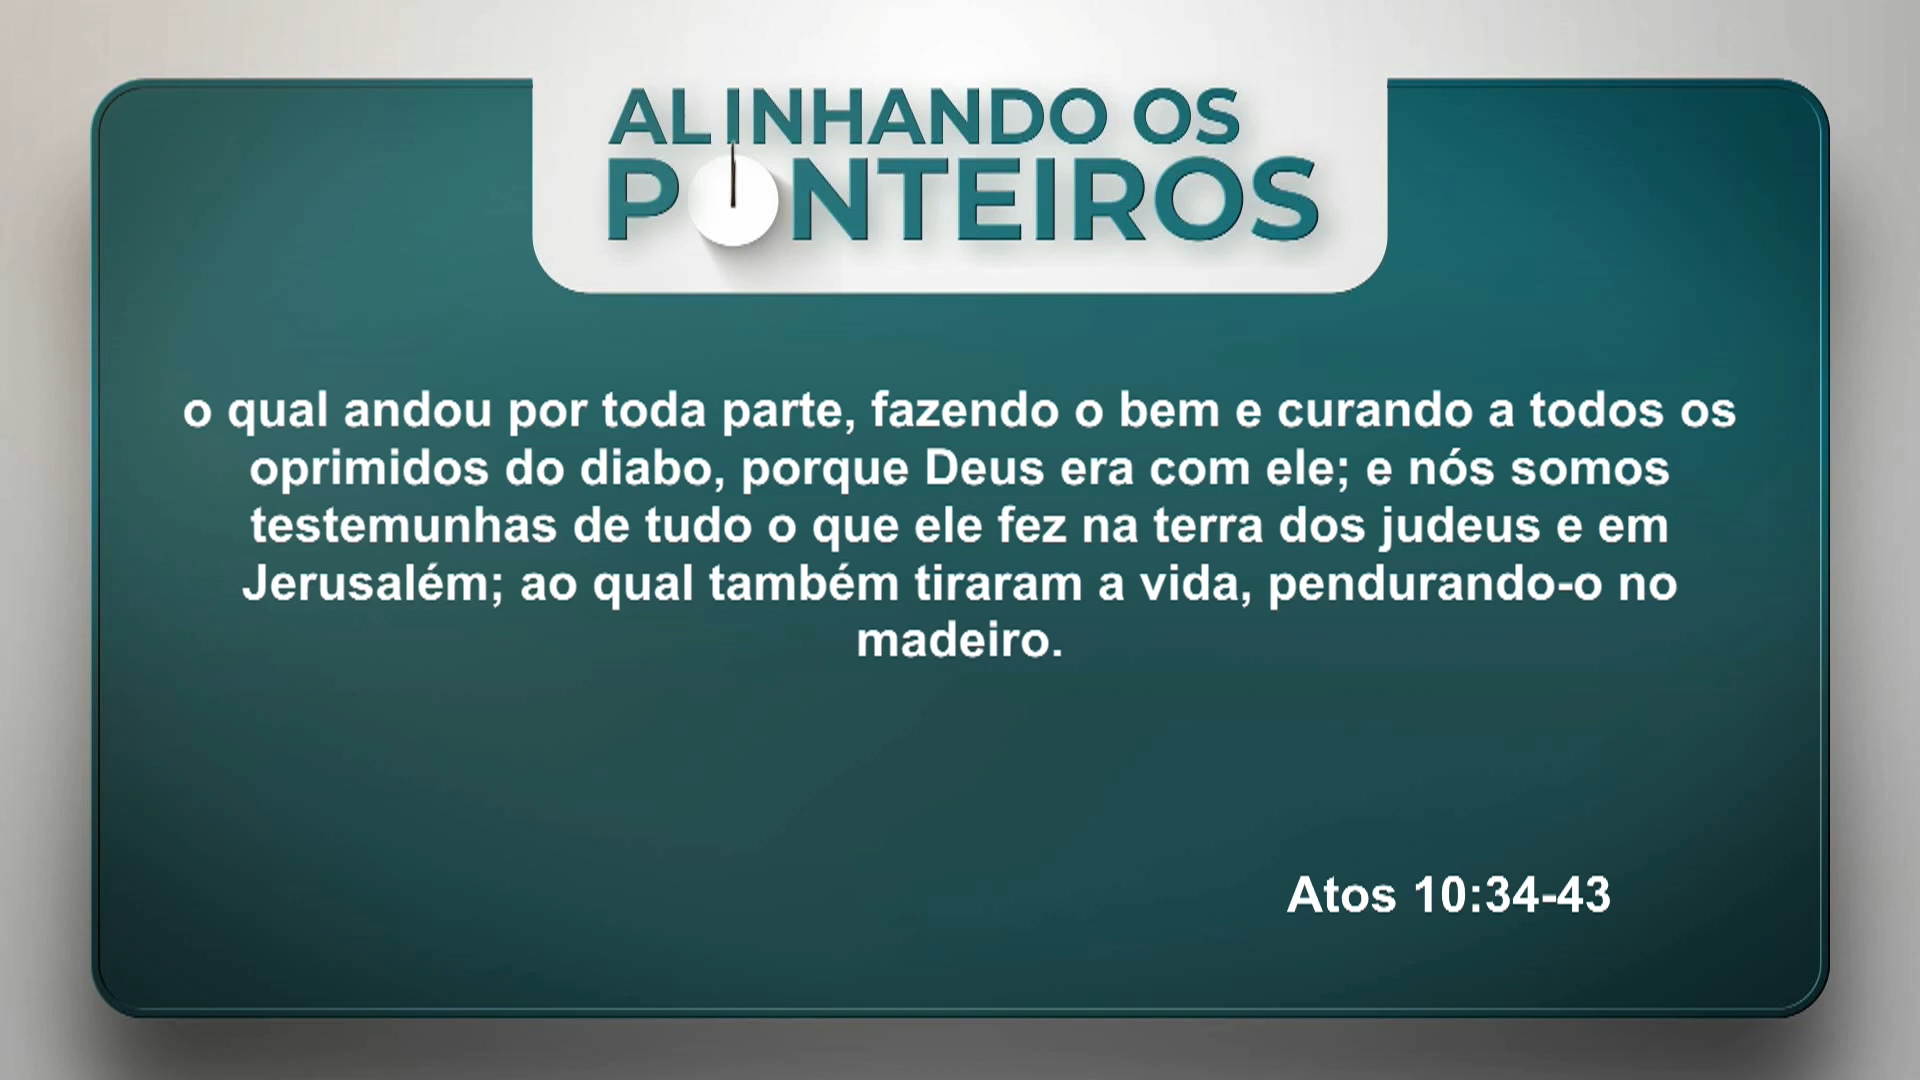 ALINHANDO OS
PONTEIROS
o qual andou por toda parte, fazendo o bem e curando a todos os
oprimidos do diabo, porque Deus era com ele; e nós somos
testemunhas de tudo o que ele fez na terra dos judeus e em
Jerusalém; ao qual também tiraram a vida, pendurando-o no
madeiro.
Atos 10:34-43